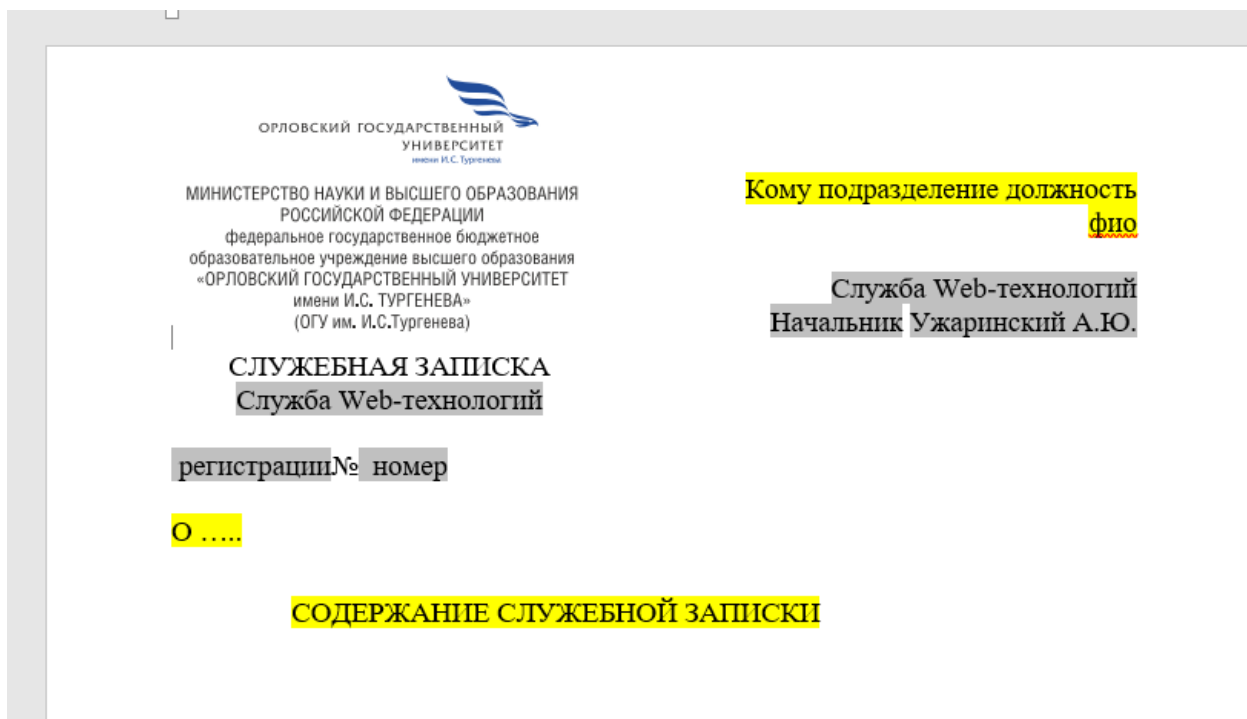 ОРЛОВСКИЙ ГОСУДАРСТВЕННЫЙ
УНИВЕРСИТЕТ
имени И.С. Тургенева
МИНИСТЕРСТВО НАУКИ И ВЫСШЕГО ОБРАЗОВАНИЯ
РОССИЙСКОЙ ФЕДЕРАЦИИ
федеральное государственное бюджетное
образовательное учреждение высшего образования
«ОРЛОВСКИЙ ГОСУДАРСТВЕННЫЙ УНИВЕРСИТЕТ
имени И.С. ТУРГЕНЕВА»
(ОГУ им. И.С.Тургенева)
СЛУЖЕБНАЯ ЗАПИСКА
Служба Web-технологий
регистрации№ номер
Кому подразделение должность
фио
Служба Web-технологий
Начальник Ужаринский А.Ю.
О …..
СОДЕРЖАНИЕ СЛУЖЕБНОЙ ЗАПИСКИ